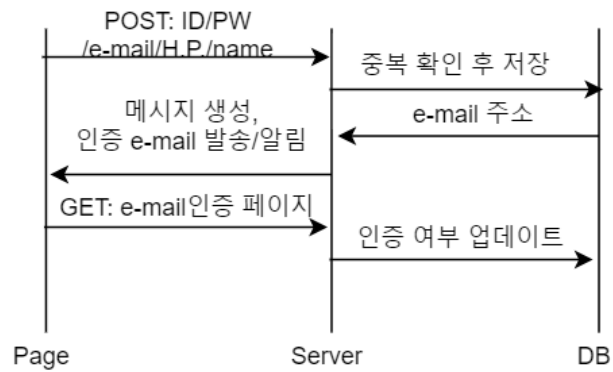 POST: ID/PW
/e-mail/H.P./name
중복 확인 후 저장
메시지 생성,
인증 e-mail 발송/알림
e-mail 주소
GET: e-mail인증 페이지
인증 여부 업데이트
Page
Server
DB